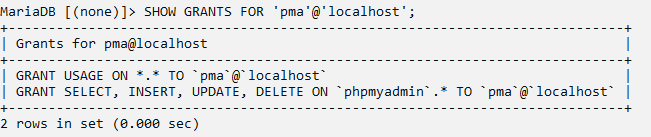 MariaDB [(none)]> SHOW GRANTS FOR 'pma'@'localhost';
+--------------------------------------------------------------------------+
| Grants for pma@localhost                                                 |
+--------------------------------------------------------------------------+
| GRANT USAGE ON *.* TO `pma`@`localhost`                                  |
| GRANT SELECT, INSERT, UPDATE, DELETE ON `phpmyadmin`.* TO `pma`@`localhost` |
+--------------------------------------------------------------------------+
2 rows in set (0.000 sec)